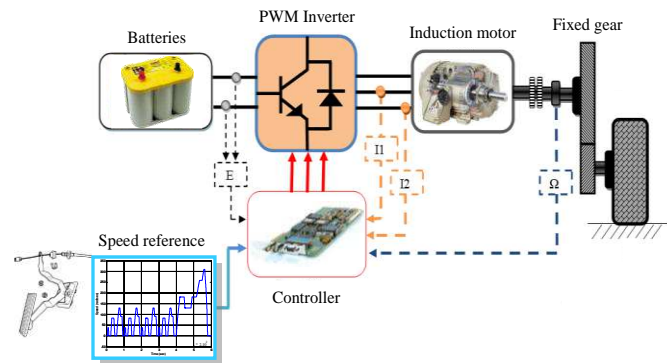 PWM Inverter
Batteries
Induction motor
Fixed gear
E
I1
I2
Ω
Speed reference
Controller